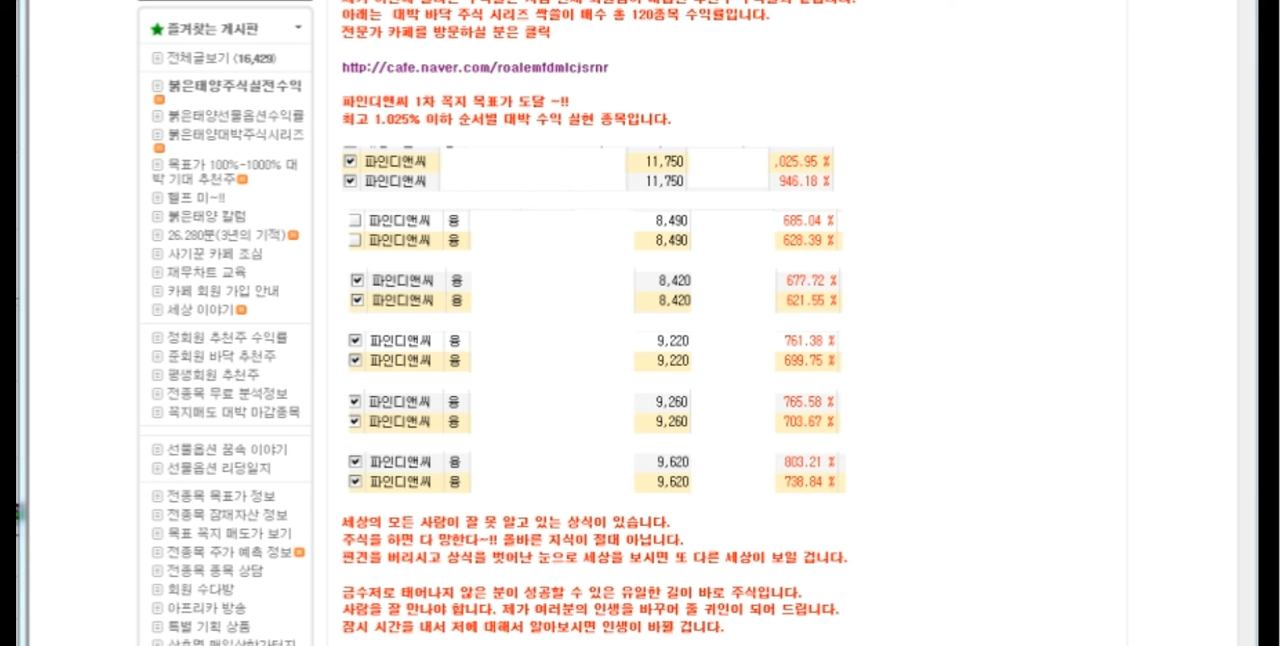 아래는 대박 바닥 주식 시리즈 싹쓸이 매수 총 120종목 수익률입니다.
전문가 카페를 방문하실 분은 클릭
http://cafe.naver.com/roalemfdmlcjsrnr
파인디앤씨 1차 꼭지 목표가 도달 ~!!
최고 1.025% 이하 순서별 대박 수익 실현 종목입니다.
파인디앤씨 11,750 ,025.95 %
파인디앤씨 11,750 946.18 %
파인디앤씨 융 8,490 685.04 %
파인디앤씨 융 8,490 628.39 %
파인디앤씨 융 8,420 677.72 %
파인디앤씨 융 8,420 621.55 %
파인디앤씨 융 9,220 761.38 %
파인디앤씨 융 9,220 699.75 %
파인디앤씨 융 9,260 765.58 %
파인디앤씨 융 9,260 703.67 %
파인디앤씨 융 9,620 803.21 %
파인디앤씨 융 9,620 738.84 %
세상의 모든 사람이 잘 못 알고 있는 상식이 있습니다.
주식을 하면 다 망한다~!! 올바른 지식이 절대 아닙니다.
편견을 버리시고 상식을 벗어난 눈으로 세상을 보시면 또 다른 세상이 보일 겁니다.
금수저로 태어나지 않은 분이 성공할 수 있은 유일한 길이 바로 주식입니다.
사람을 잘 만나야 합니다. 제가 여러분의 인생을 바꾸어 줄 귀인이 되어 드립니다.
잠시 시간을 내서 저에 대해서 알아보시면 인생이 바뀔 겁니다.
즐겨찾는 게시판
전체글보기 (16,429)
붉은태양주식실전수익
붉은태양선물옵션수익률
붉은태양대박주식시리즈
목표가 100%-1000% 대
박 기대 추천주
헬프 미~!!
붉은태양 칼럼
26.280분(3년의 기적)
사기꾼 카페 조심
재무차트 교육
카페 회원 가입 안내
세상 이야기
정회원 추천주 수익률
준회원 바닥 추천주
평생회원 추천주
전종목 무료 분석정보
꼭지매도 대박 마감종목
선물옵션 꿈속 이야기
선물옵션 리딩일지
전종목 목표가 정보
전종목 잠재자산 정보
목표 꼭지 매도가 보기
전종목 주가 예측 정보
전종목 종목 상담
회원 수다방
아프리카 방송
특별 기획 상품